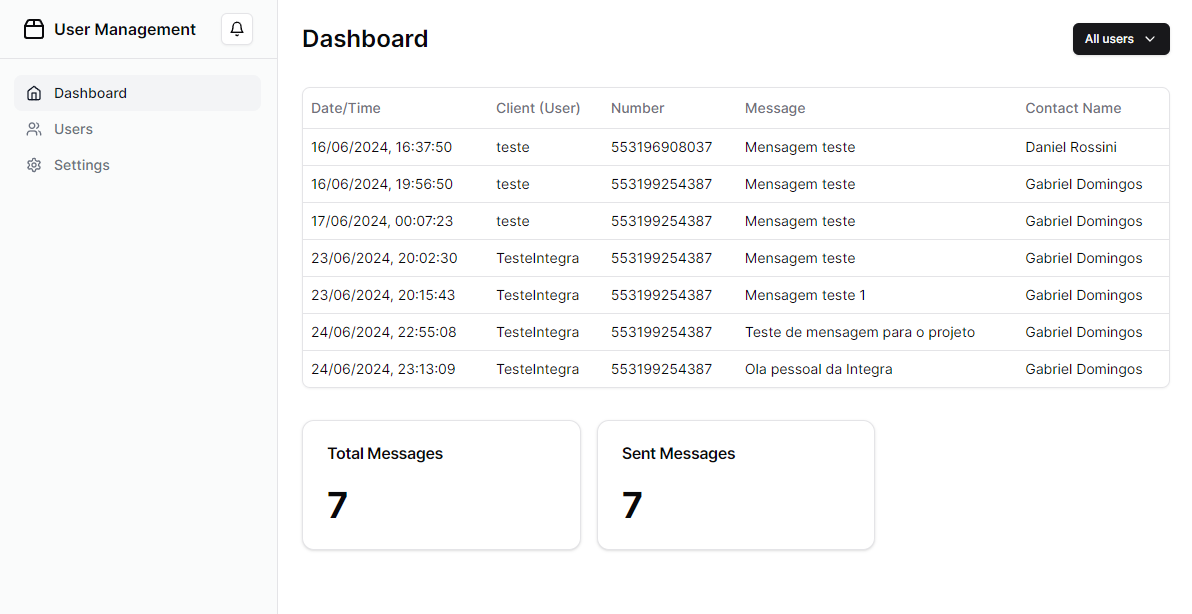 User Management
Dashboard
Users
Settings
Dashboard
All users
Date/Time Client (User) Number Message Contact Name
16/06/2024, 16:37:50 teste 553196908037 Mensagem teste Daniel Rossini
16/06/2024, 19:56:50 teste 553199254387 Mensagem teste Gabriel Domingos
17/06/2024, 00:07:23 teste 553199254387 Mensagem teste Gabriel Domingos
23/06/2024, 20:02:30 TesteIntegra 553199254387 Mensagem teste Gabriel Domingos
23/06/2024, 20:15:43 TesteIntegra 553199254387 Mensagem teste 1 Gabriel Domingos
24/06/2024, 22:55:08 TesteIntegra 553199254387 Teste de mensagem para o projeto Gabriel Domingos
24/06/2024, 23:13:09 TesteIntegra 553199254387 Ola pessoal da Integra Gabriel Domingos
Total Messages
7
Sent Messages
7